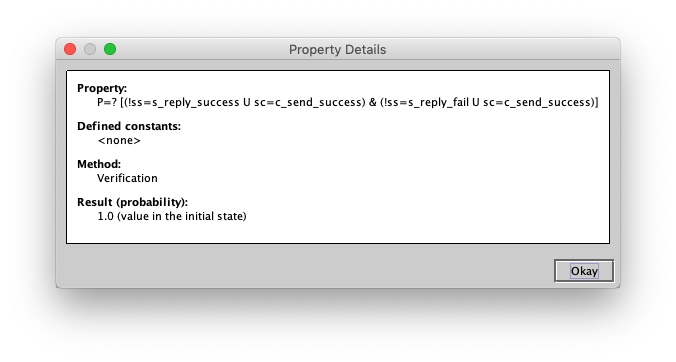 Property Details
Property:
P=? [(!ss=s_reply_success U sc=c_send_success) & (!ss=s_reply_fail U sc=c_send_success)]
Defined constants:
<none>
Method:
Verification
Result (probability):
1.0 (value in the initial state)
Okay